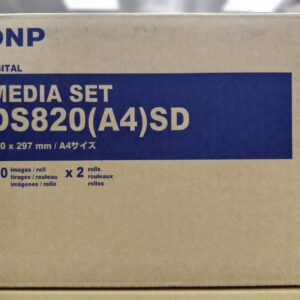 DNP
DIGITAL
MEDIA SET
DS820(A4)SD
0 x 297 mm / A4サイズ
0 images / roll x 2 rolls
tirages / rouleau rouleaux
imágenes / rollo rollos